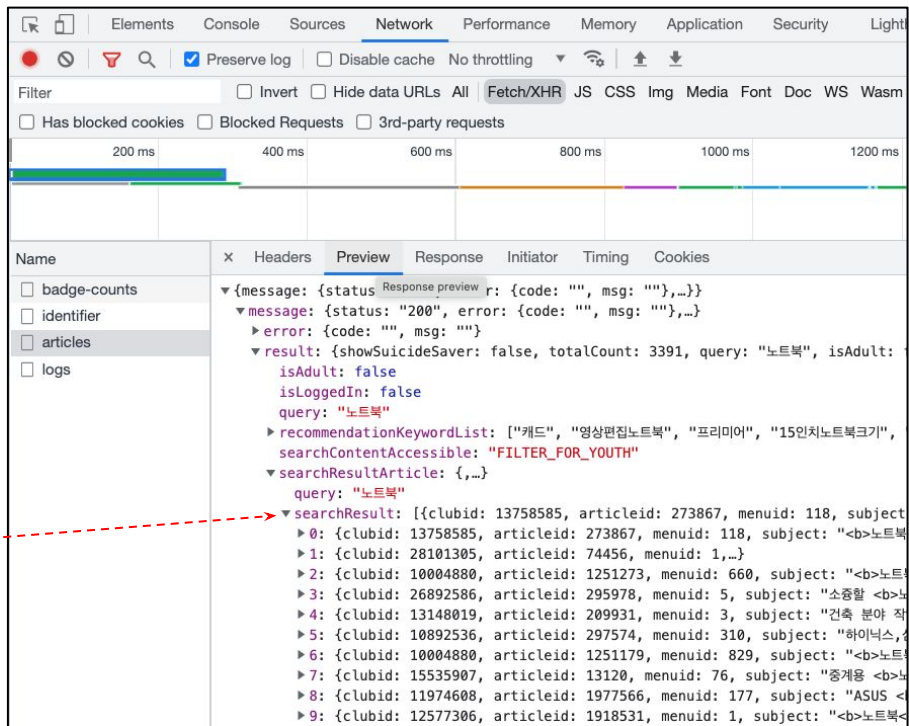 Elements Console Sources Network Performance Memory Application Security Light
Preserve log Disable cache No throttling
Filter Invert Hide data URLs All Fetch/XHR JS CSS Img Media Font Doc WS Wasm
Has blocked cookies Blocked Requests 3rd-party requests
200 ms 400 ms 600 ms 800 ms 1000 ms 1200 ms
Name × Headers Preview Response Initiator Timing Cookies
Response preview
badge-counts
identifier
articles
logs
▼{message: {status r: {code: "", msg: ""},…}}
▼message: {status: "200", error: {code: "", msg: ""},…}
▶error: {code: "", msg: ""}
▼result: {showSuicideSaver: false, totalCount: 3391, query: "노트북", isAdult:
isAdult: false
isLoggedIn: false
query: "노트북"
▶recommendationKeywordList: ["캐드", "영상편집노트북", "프리미어", "15인치노트북크기",
searchContentAccessible: "FILTER_FOR_YOUTH"
▼searchResultArticle: {,…}
query: "노트북"
▼searchResult: [{clubid: 13758585, articleid: 273867, menuid: 118, subject
▶0: {clubid: 13758585, articleid: 273867, menuid: 118, subject: "<b>노트북
▶1: {clubid: 28101305, articleid: 74456, menuid: 1,…}
▶2: {clubid: 10004880, articleid: 1251273, menuid: 660, subject: "<b>노트
▶3: {clubid: 26892586, articleid: 295978, menuid: 5, subject: "소중할 <b>
▶4: {clubid: 13148019, articleid: 209931, menuid: 3, subject: "건축 분야 작
▶5: {clubid: 10892536, articleid: 297574, menuid: 310, subject: "하이닉스,
▶6: {clubid: 10004880, articleid: 1251179, menuid: 829, subject: "<b>노트
▶7: {clubid: 15535907, articleid: 13120, menuid: 76, subject: "중계용 <b>
▶8: {clubid: 11974608, articleid: 1977566, menuid: 177, subject: "ASUS <
▶9: {clubid: 12577306, articleid: 1918531, menuid: 1, subject: "<b>노트북<